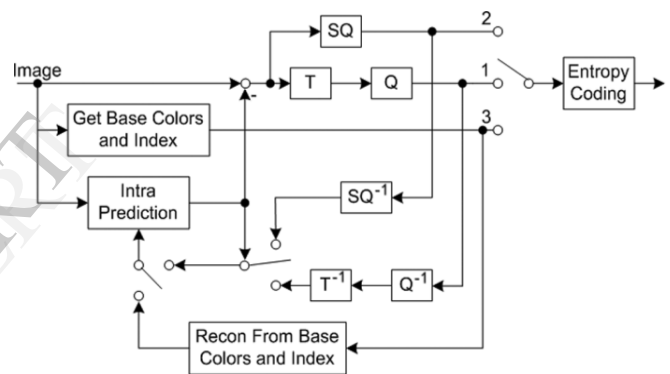 2
SQ
Image
1
Entropy
Coding
-
T
Q
3
Get Base Colors
and Index
SQ⁻¹
Intra
Prediction
T⁻¹
Q⁻¹
Recon From Base
Colors and Index